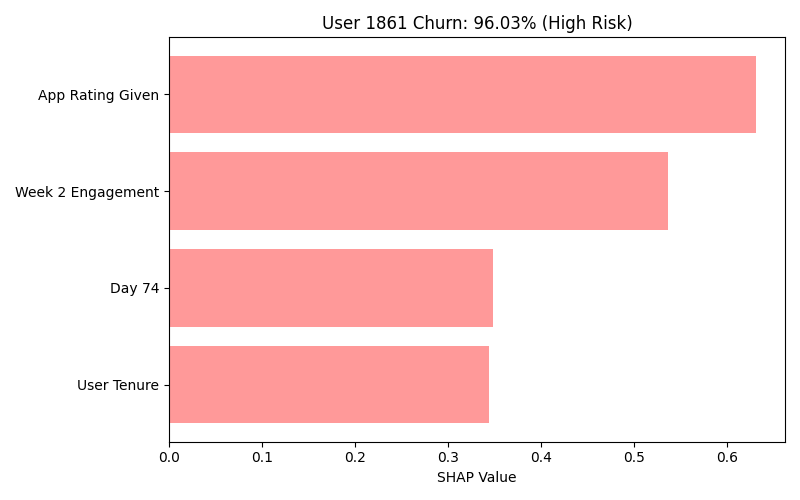 User 1861 Churn: 96.03% (High Risk)
App Rating Given
Week 2 Engagement
Day 74
User Tenure
0.0 0.1 0.2 0.3 0.4 0.5 0.6
SHAP Value